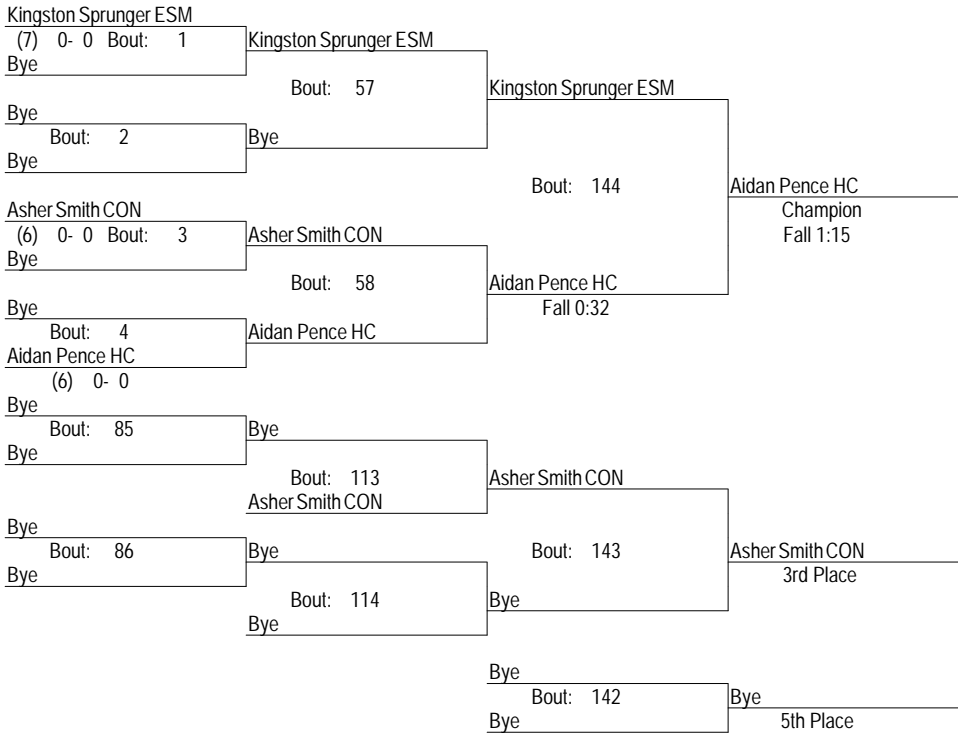 Kingston Sprunger ESM
(7) 0- 0 Bout: 1
Kingston Sprunger ESM
Bye
Bout: 57
Kingston Sprunger ESM
Bye
Bout: 2
Bye
Bye
Bout: 144
Aidan Pence HC
Asher Smith CON
Champion
(6) 0- 0 Bout: 3
Asher Smith CON
Fall 1:15
Bye
Bout: 58
Aidan Pence HC
Bye
Fall 0:32
Bout: 4
Aidan Pence HC
Aidan Pence HC
(6) 0- 0
Bye
Bout: 85
Bye
Bye
Bout: 113
Asher Smith CON
Asher Smith CON
Bye
Bout: 86
Bye
Bout: 143
Asher Smith CON
Bye
3rd Place
Bout: 114
Bye
Bye
Bye
Bout: 142
Bye
Bye
5th Place